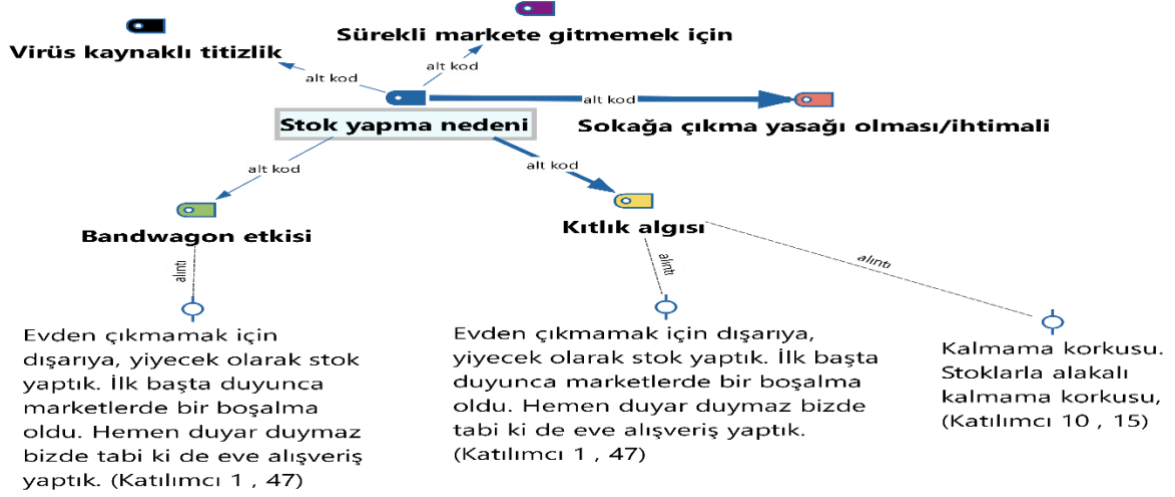 Sürekli markete gitmemek için
Virüs kaynaklı titizlik
alt kod
alt kod
alt kod
Stok yapma nedeni
Sokağa çıkma yasağı olması/ihtimali
alt kod
alt kod
Bandwagon etkisi
Kıtlık algısı
alıntı
alıntı
alıntı
Evden çıkmamak için
dışarıya, yiyecek olarak stok
yaptık. İlk başta duyunca
marketlerde bir boşalma
oldu. Hemen duyar duymaz
bizde tabi ki de eve alışveriş
yaptık. (Katılımcı 1 , 47)
Evden çıkmamak için dışarıya,
yiyecek olarak stok yaptık. İlk başta
duyunca marketlerde bir boşalma
oldu. Hemen duyar duymaz bizde
tabi ki de eve alışveriş yaptık.
(Katılımcı 1 , 47)
Kalmama korkusu.
Stoklarla alakalı
kalmama korkusu,
(Katılımcı 10 , 15)